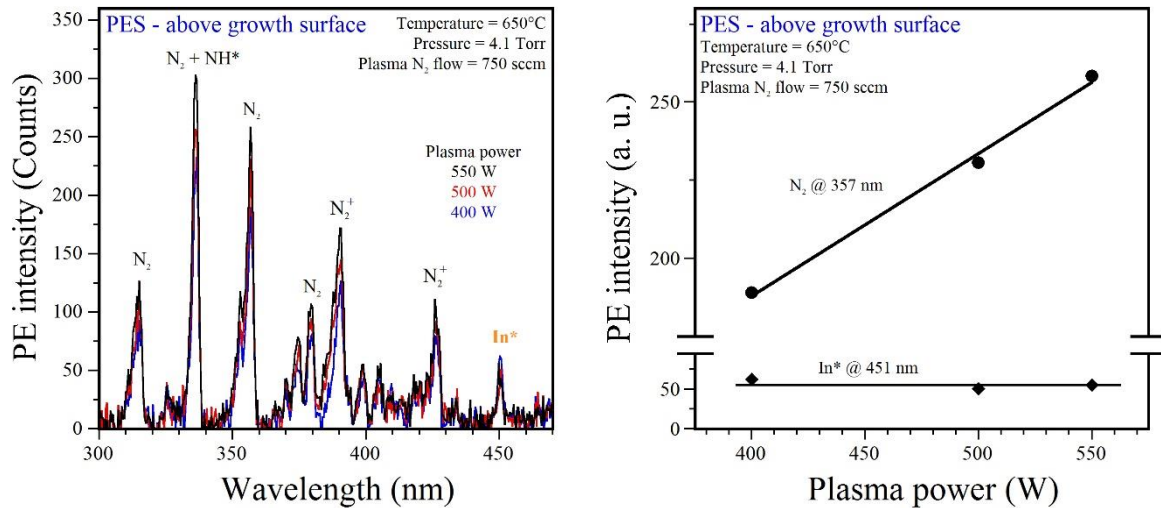 PES - above growth surface
Temperature = 650°C
Pressure = 4.1 Torr
Plasma N₂ flow = 750 sccm
N₂ + NH*
N₂
Plasma power
550 W
500 W
400 W
N₂⁺
N₂
N₂
N₂⁺
In*
PE intensity (Counts)
350
300
250
200
150
100
50
0
300
350
400
450
Wavelength (nm)
PES - above growth surface
Temperature = 650°C
Pressure = 4.1 Torr
Plasma N₂ flow = 750 sccm
N₂ @ 357 nm
In* @ 451 nm
PE intensity (a. u.)
250
200
50
0
400
450
500
550
Plasma power (W)